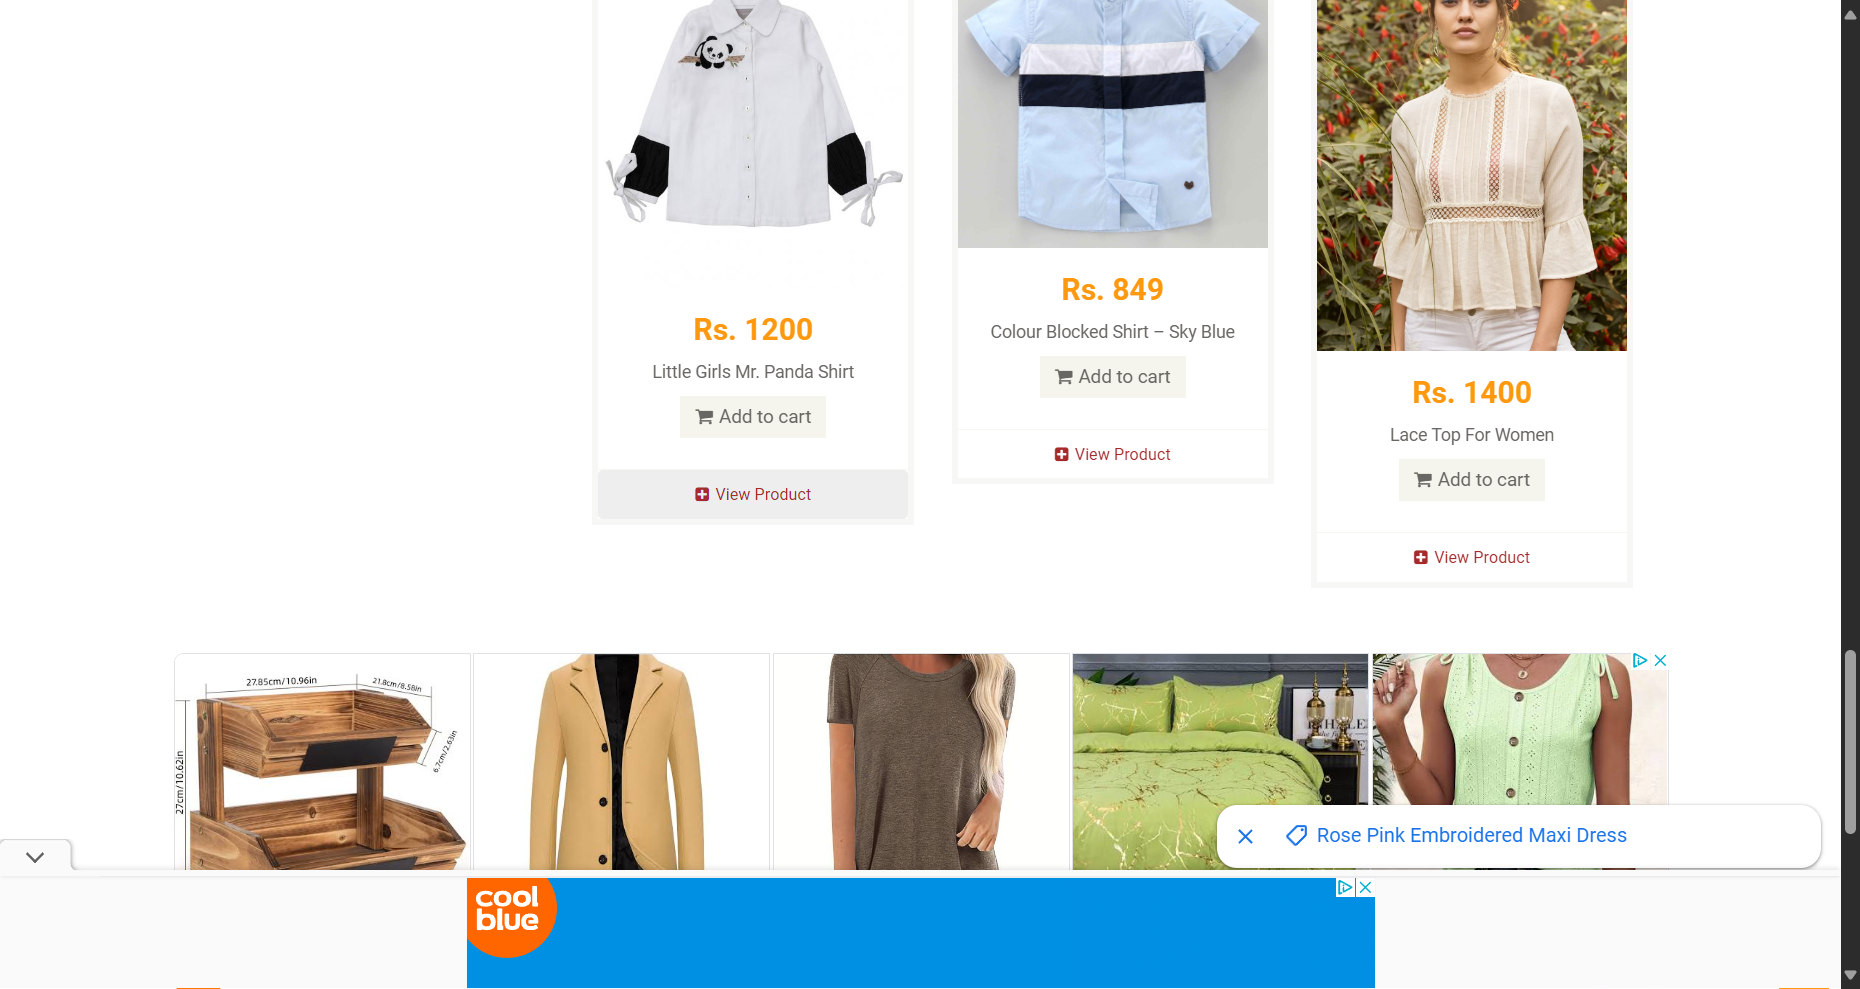 Rs. 1200
Little Girls Mr. Panda Shirt
Add to cart
View Product
Rs. 849
Colour Blocked Shirt – Sky Blue
Add to cart
View Product
Rs. 1400
Lace Top For Women
Add to cart
View Product
27.85cm/10.96in
21.8cm/8.58in
6.7cm/2.63in
27cm/10.62in
Rose Pink Embroidered Maxi Dress
cool
blue